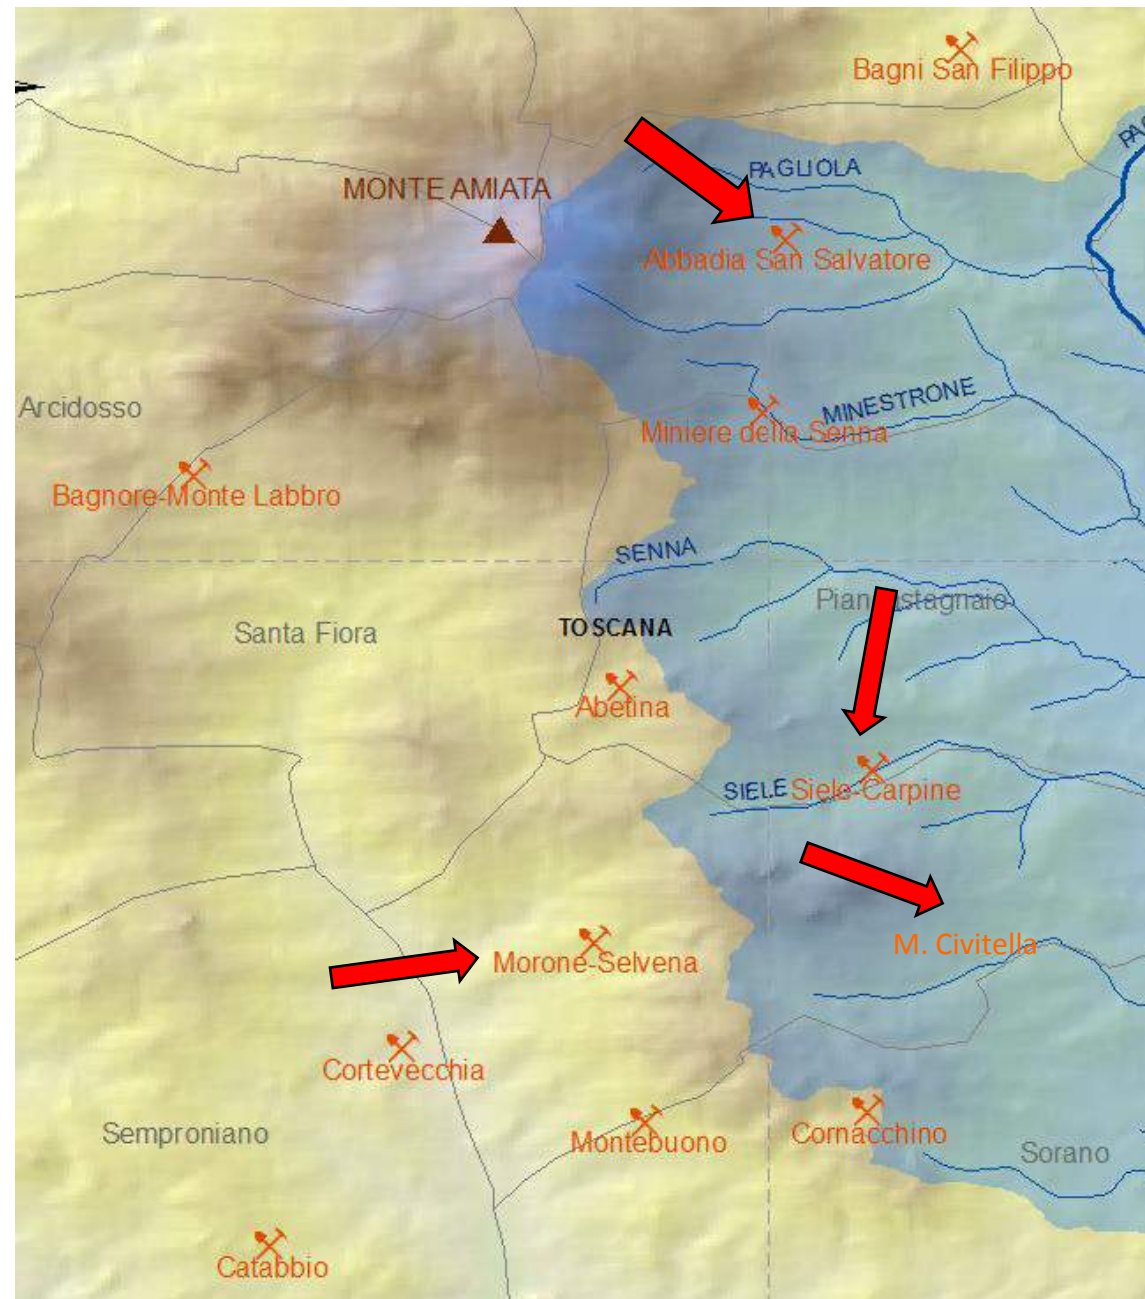 Bagni San Filippo
PAG
PAGLIOLA
MONTE AMIATA
Abbadia San Salvatore
MINESTRONE
Arcidosso
Miniere della Senna
Bagnore-Monte Labbro
SENNA
Piancastagnaio
TOSCANA
Santa Fiora
Abetina
SIELE
Siele-Carpine
M. Civitella
Morone-Selvena
Cortevecchia
Semproniano
Montebuono
Cornacchino
Sorano
Catabbio